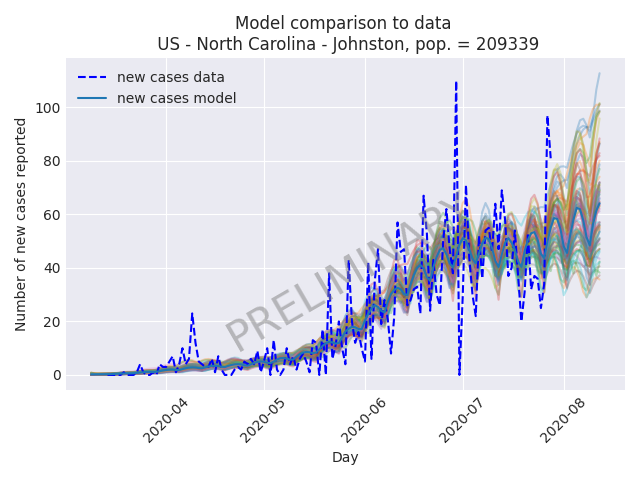 Model comparison to data
US - North Carolina - Johnston, pop. = 209339
new cases data
new cases model
PRELIMINARY
Number of new cases reported
100
80
60
40
20
0
2020-04
2020-05
2020-06
2020-07
2020-08
Day